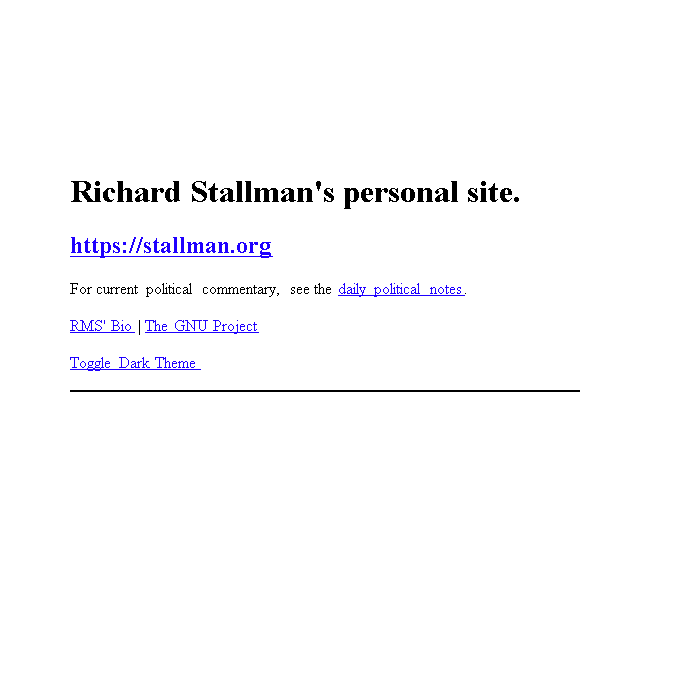 Richard Stallman's personal site.
https://stallman.org
For current political commentary, see the daily political notes.
RMS' Bio | The GNU Project
Toggle Dark Theme